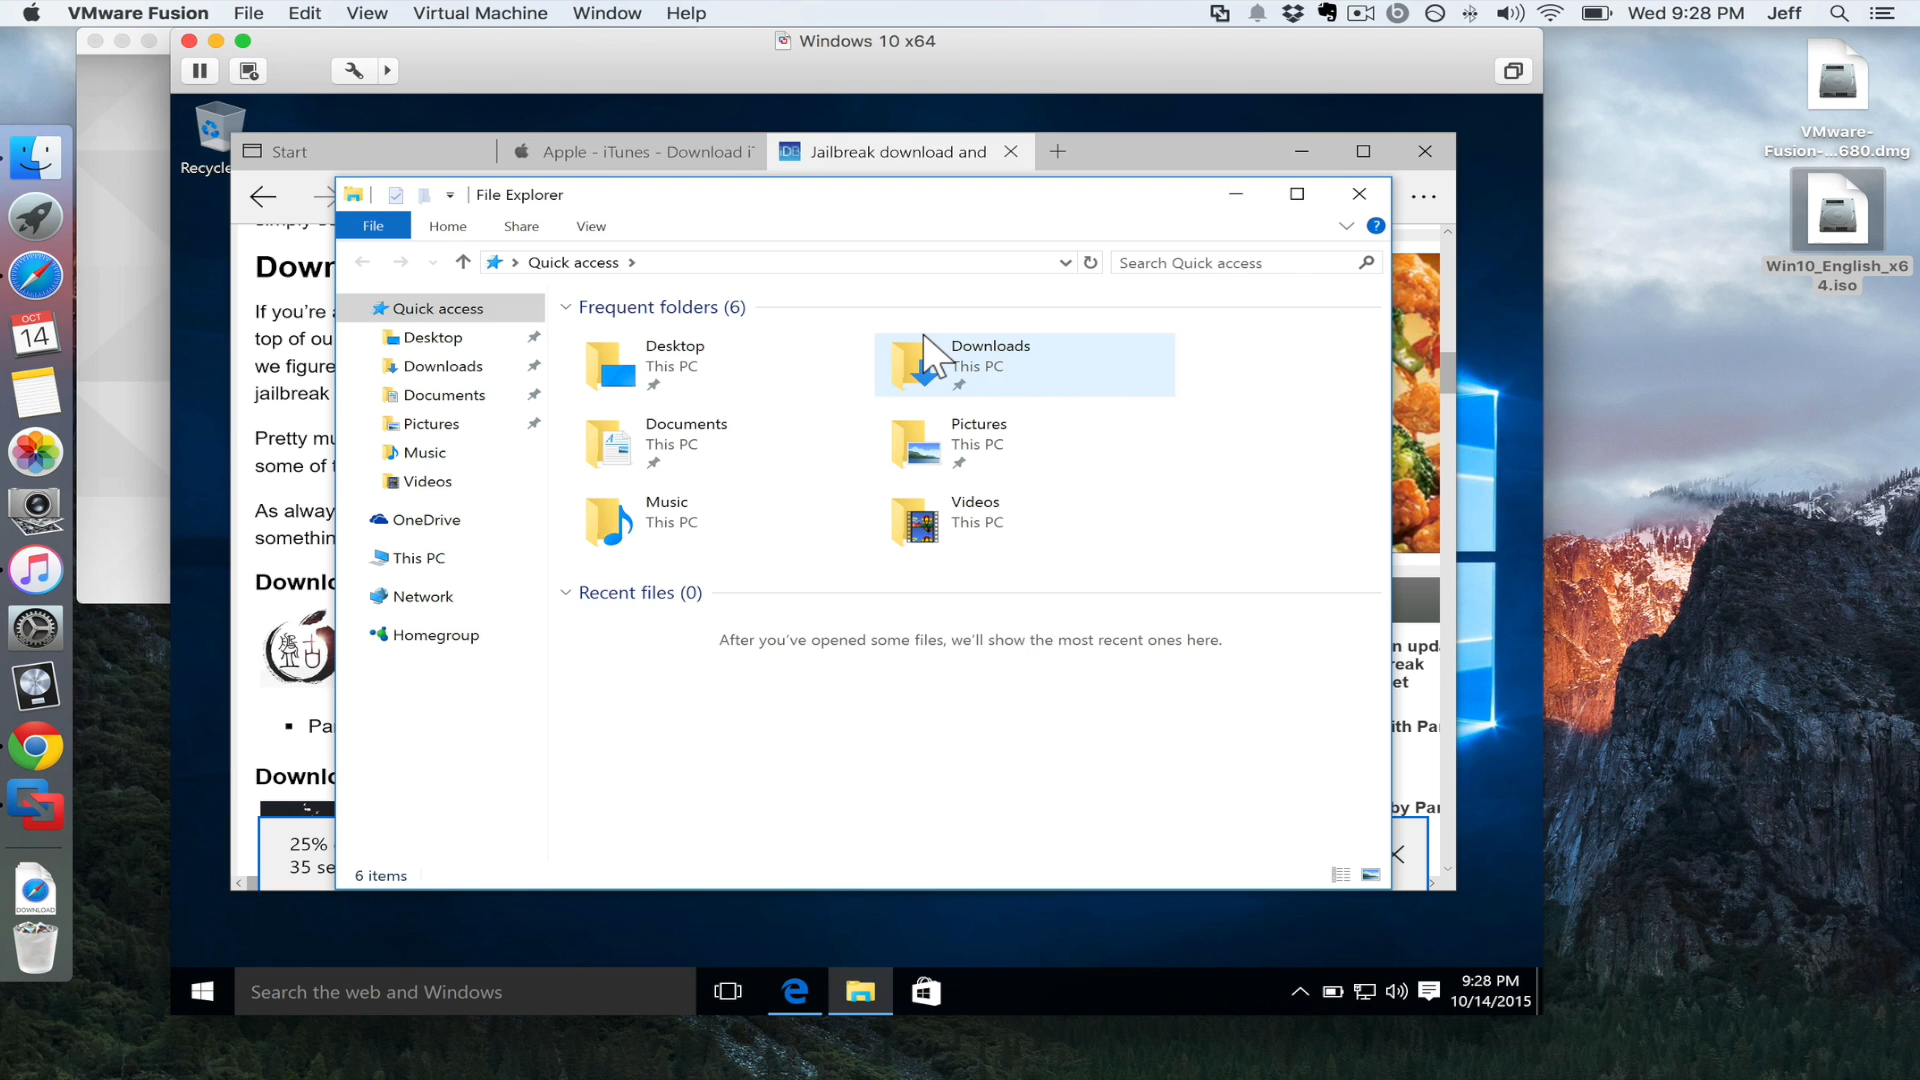 VMware Fusion File Edit View Virtual Machine Window Help Wed 9:28 PM Jeff
Windows 10 x64
VMware-
Fusion-...680.dmg
Win10_English_x6
4.iso
OCT
14
DOWNLOAD
Recycle
Start Apple - iTunes - Download i Jailbreak download and
File Explorer
File Home Share View
Quick access
Search Quick access
Down
If you're a
top of ou
we figure
jailbreak
Pretty mu
some of t
As alway
something
Downlo
Pa
Downlo
25%
35 se
Quick access
Desktop
Downloads
Documents
Pictures
Music
Videos
OneDrive
This PC
Network
Homegroup
Frequent folders (6)
Desktop
This PC
Downloads
This PC
Documents
This PC
Pictures
This PC
Music
This PC
Videos
This PC
Recent files (0)
After you've opened some files, we'll show the most recent ones here.
6 items
n upd
reak
et
ith Pa
by Par
Search the web and Windows
9:28 PM
10/14/2015